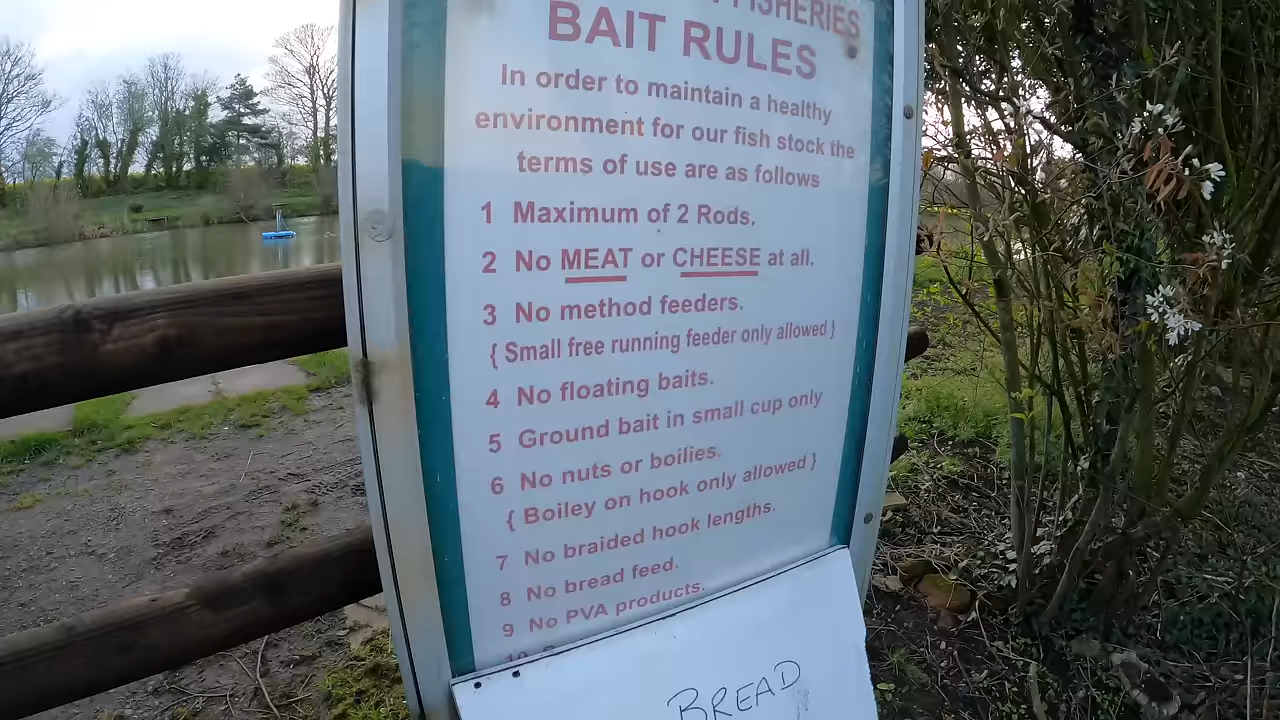 FISHERIES
BAIT RULES
In order to maintain a healthy
environment for our fish stock the
terms of use are as follows
1 Maximum of 2 Rods.
2 No MEAT or CHEESE at all.
3 No method feeders.
{ Small free running feeder only allowed }
4 No floating baits.
5 Ground bait in small cup only
6 No nuts or boilies.
{ Boiley on hook only allowed }
7 No braided hook lengths.
8 No bread feed.
9 No PVA products.
10
BREAD